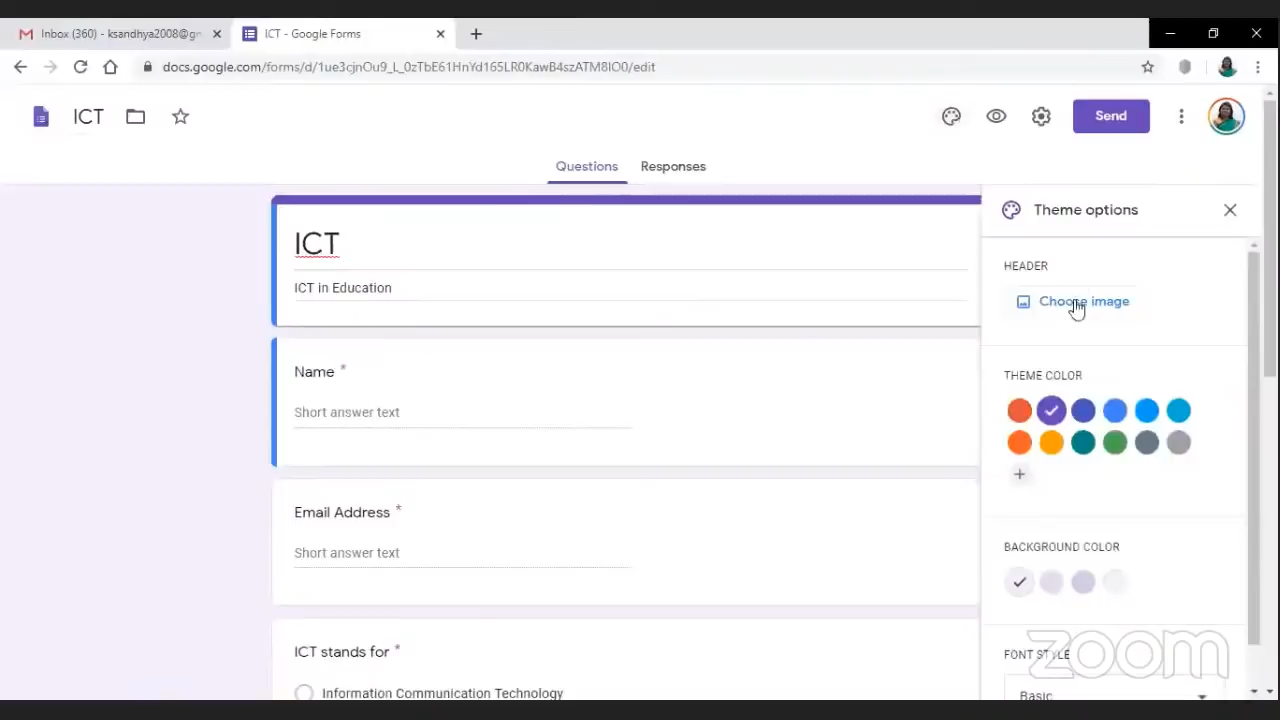 Inbox (360) - ksandhya2008@gm
ICT - Google Forms
docs.google.com/forms/d/1ue3cjnOu9_L_0zTbE61HnYd165LR0KawB4szATM8IO0/edit
ICT
Send
Questions
Responses
Theme options
ICT
ICT in Education
HEADER
Choose image
Name *
Short answer text
THEME COLOR
Email Address *
Short answer text
BACKGROUND COLOR
ICT stands for *
Information Communication Technology
FONT STYLE
Basic
zoom